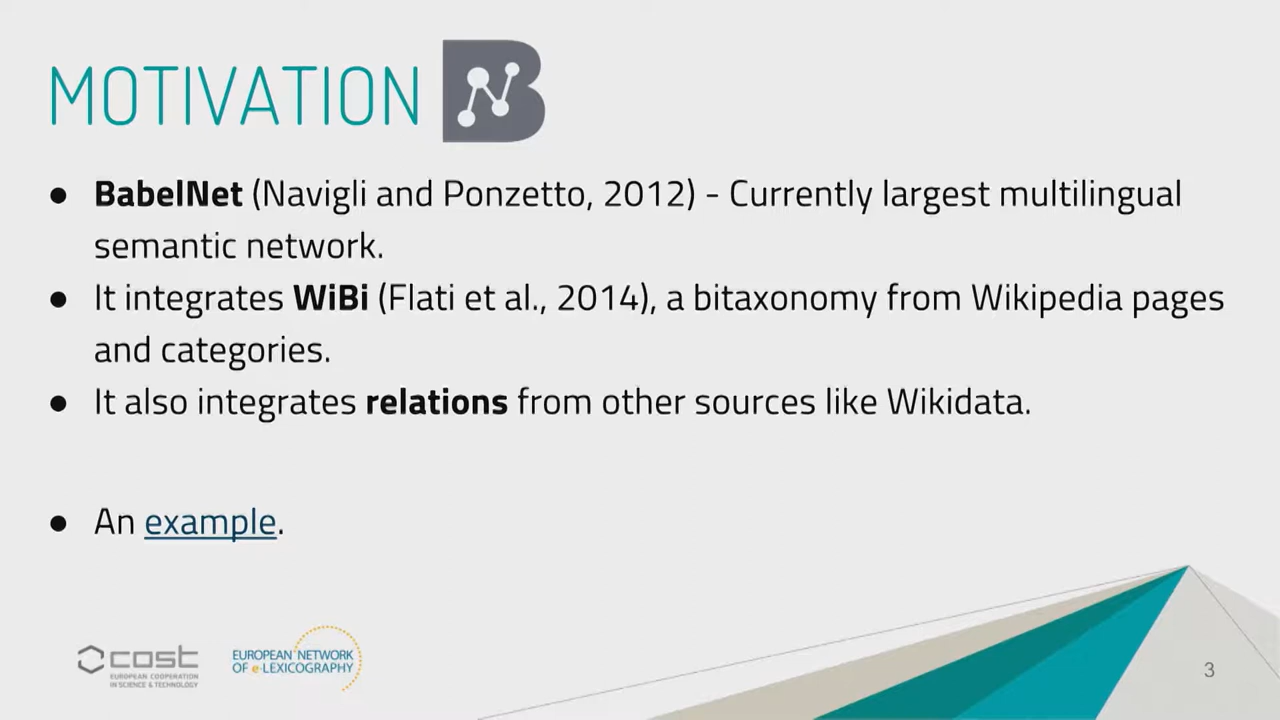 MOTIVATION
● BabelNet (Navigli and Ponzetto, 2012) - Currently largest multilingual
semantic network.
● It integrates WiBi (Flati et al., 2014), a bitaxonomy from Wikipedia pages
and categories.
● It also integrates relations from other sources like Wikidata.
● An example.
cost
EUROPEAN COOPERATION
IN SCIENCE & TECHNOLOGY
EUROPEAN NETWORK
OF e-LEXICOGRAPHY
3